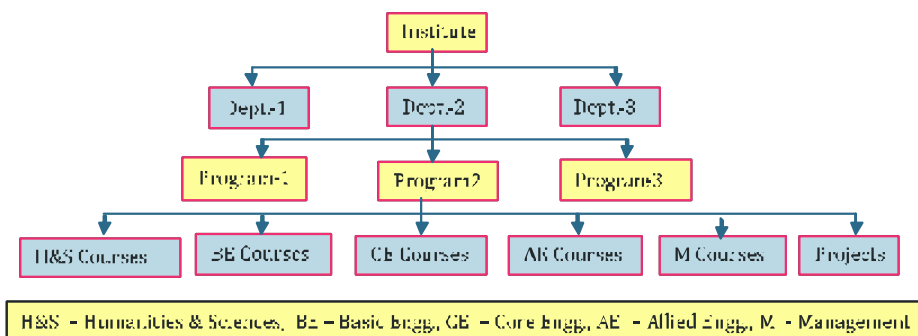 Institute
Dept.-1 Dept.-2 Dept.-3
Program-1 Program2 Program3
H&S Courses BE Courses CE Courses AE Courses M Courses Projects
H&S – Humanities & Sciences, BE – Basic Engg., CE – Core Engg., AE – Allied Engg., M - Management